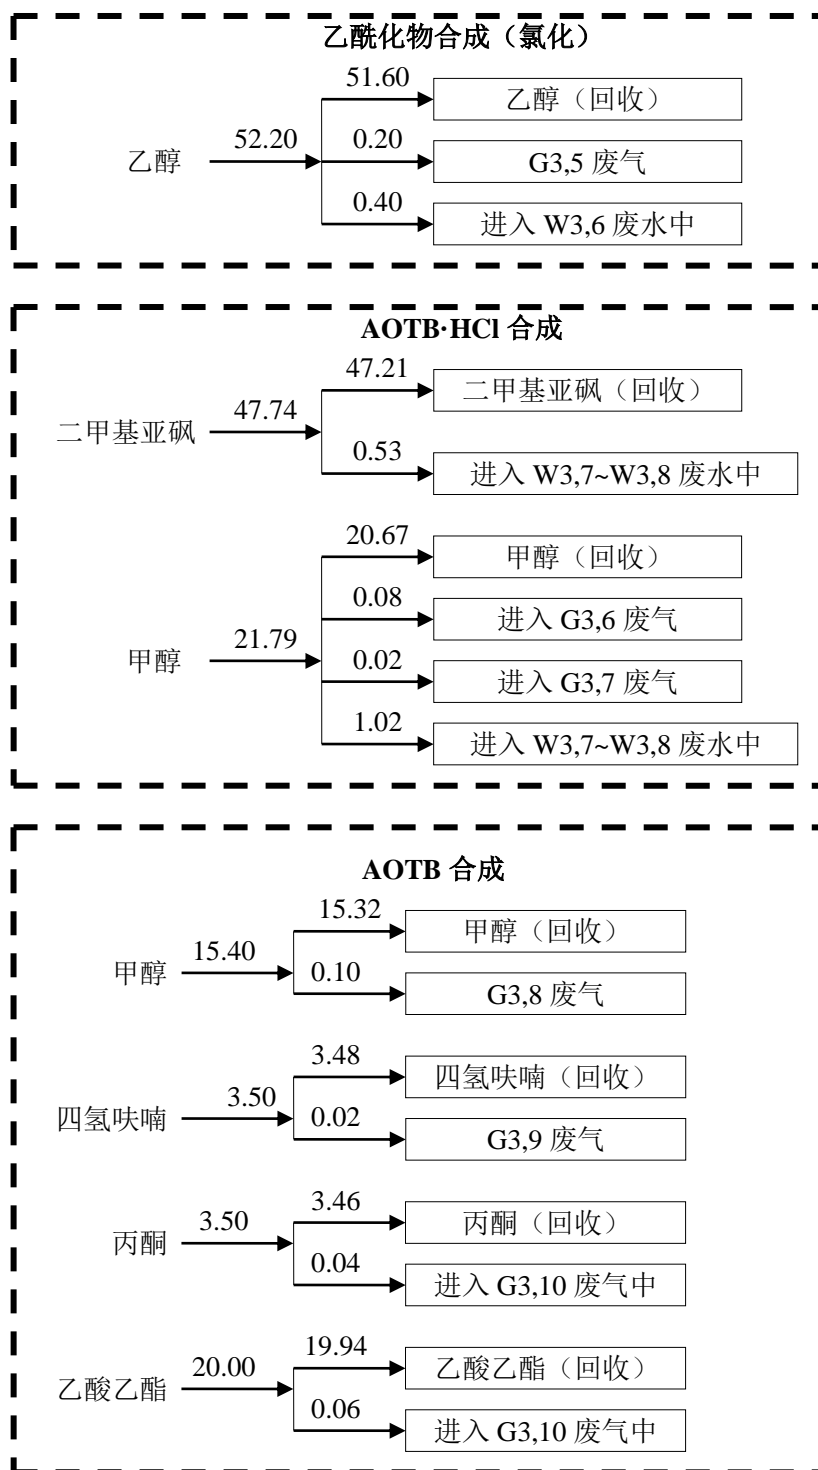 乙酰化物合成（氯化）
51.60
乙醇（回收）
乙醇
52.20
0.20
G3,5 废气
0.40
进入 W3,6 废水中
AOTB·HCl 合成
47.21
二甲基亚砜（回收）
二甲基亚砜
47.74
0.53
进入 W3,7~W3,8 废水中
20.67
甲醇（回收）
0.08
进入 G3,6 废气
甲醇
21.79
0.02
进入 G3,7 废气
1.02
进入 W3,7~W3,8 废水中
AOTB 合成
15.32
甲醇（回收）
甲醇
15.40
0.10
G3,8 废气
3.48
四氢呋喃（回收）
四氢呋喃
3.50
0.02
G3,9 废气
3.46
丙酮（回收）
丙酮
3.50
0.04
进入 G3,10 废气中
19.94
乙酸乙酯（回收）
乙酸乙酯
20.00
0.06
进入 G3,10 废气中